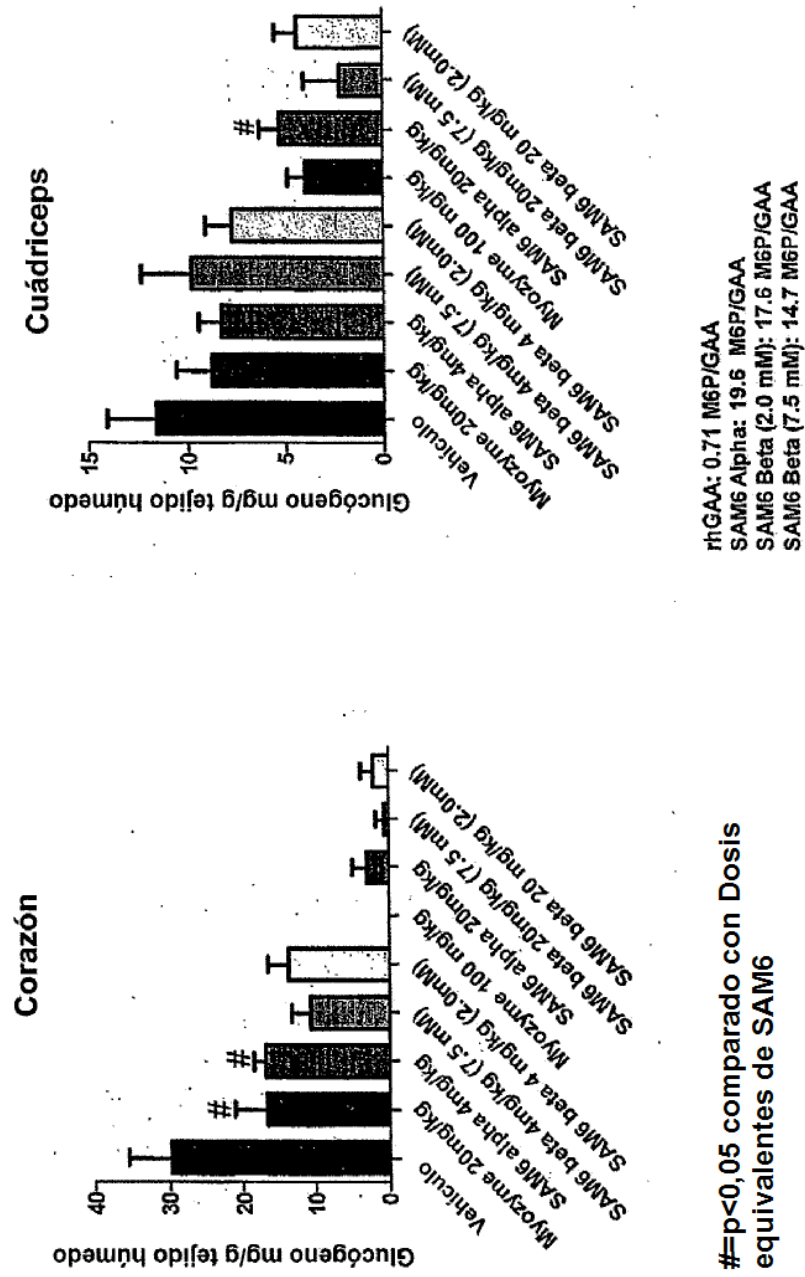 Corazón
Glucógeno mg/g tejido húmedo
40
30
20
10
0
#
#
Vehículo
Myozyme 20mg/kg
SAM6 alpha 4mg/kg
SAM6 beta 4mg/kg (7.5 mM)
SAM6 beta 4 mg/kg (2.0mM)
Myozyme 100 mg/kg
SAM6 alpha 20mg/kg
SAM6 beta 20mg/kg (7.5 mM)
SAM6 beta 20 mg/kg (2.0mM)
#=p<0,05 comparado con Dosis
equivalentes de SAM6
Cuádriceps
Glucógeno mg/g tejido húmedo
15
10
5
0
#
Vehículo
Myozyme 20mg/kg
SAM6 alpha 4mg/kg
SAM6 beta 4mg/kg (7.5 mM)
SAM6 beta 4 mg/kg (2.0mM)
Myozyme 100 mg/kg
SAM6 alpha 20mg/kg
SAM6 beta 20mg/kg (7.5 mM)
SAM6 beta 20 mg/kg (2.0mM)
rhGAA: 0.71 M6P/GAA
SAM6 Alpha: 19.6 M6P/GAA
SAM6 Beta (2.0 mM): 17.6 M6P/GAA
SAM6 Beta (7.5 mM): 14.7 M6P/GAA